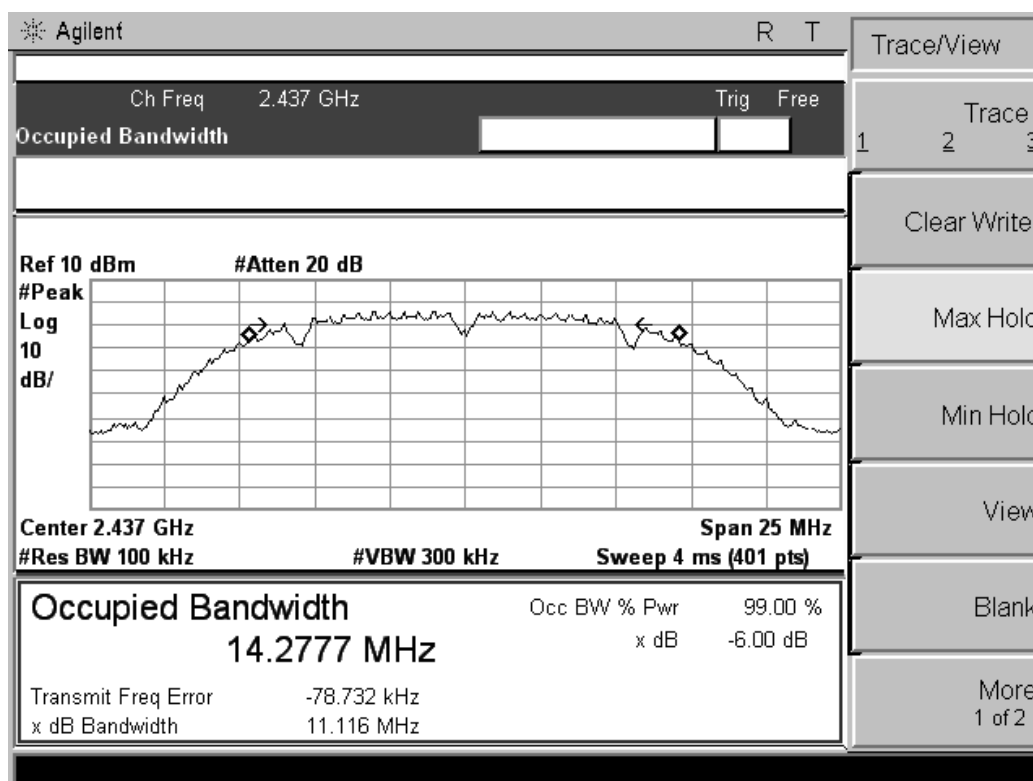 Agilent R T
Trace/View
Ch Freq 2.437 GHz Trig Free
Occupied Bandwidth
Trace
1 2 3
Clear Write
Max Hold
Min Hold
View
Blank
More
1 of 2
Ref 10 dBm #Atten 20 dB
#Peak
Log
10
dB/
Center 2.437 GHz Span 25 MHz
#Res BW 100 kHz #VBW 300 kHz Sweep 4 ms (401 pts)
Occupied Bandwidth
14.2777 MHz
Occ BW % Pwr 99.00 %
x dB -6.00 dB
Transmit Freq Error -78.732 kHz
x dB Bandwidth 11.116 MHz